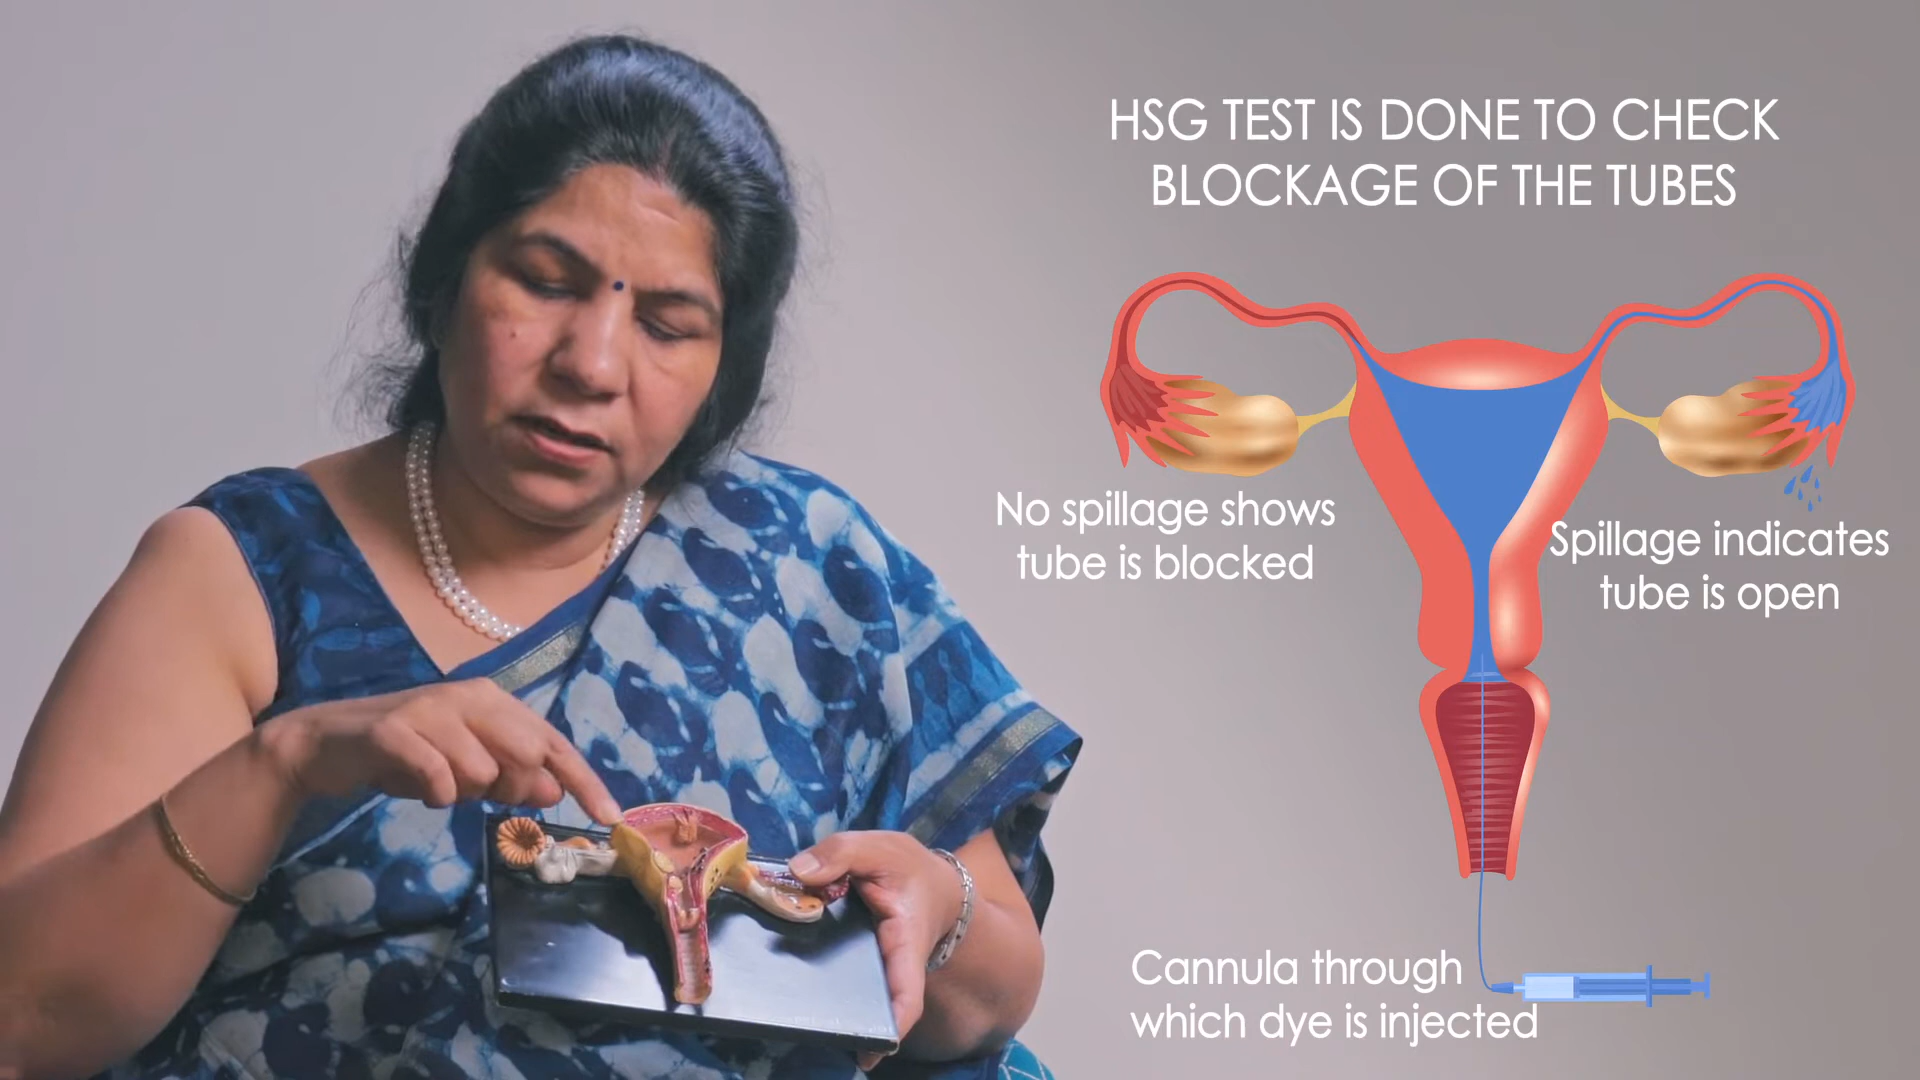 HSG TEST IS DONE TO CHECK
BLOCKAGE OF THE TUBES
No spillage shows
tube is blocked
Spillage indicates
tube is open
Cannula through
which dye is injected